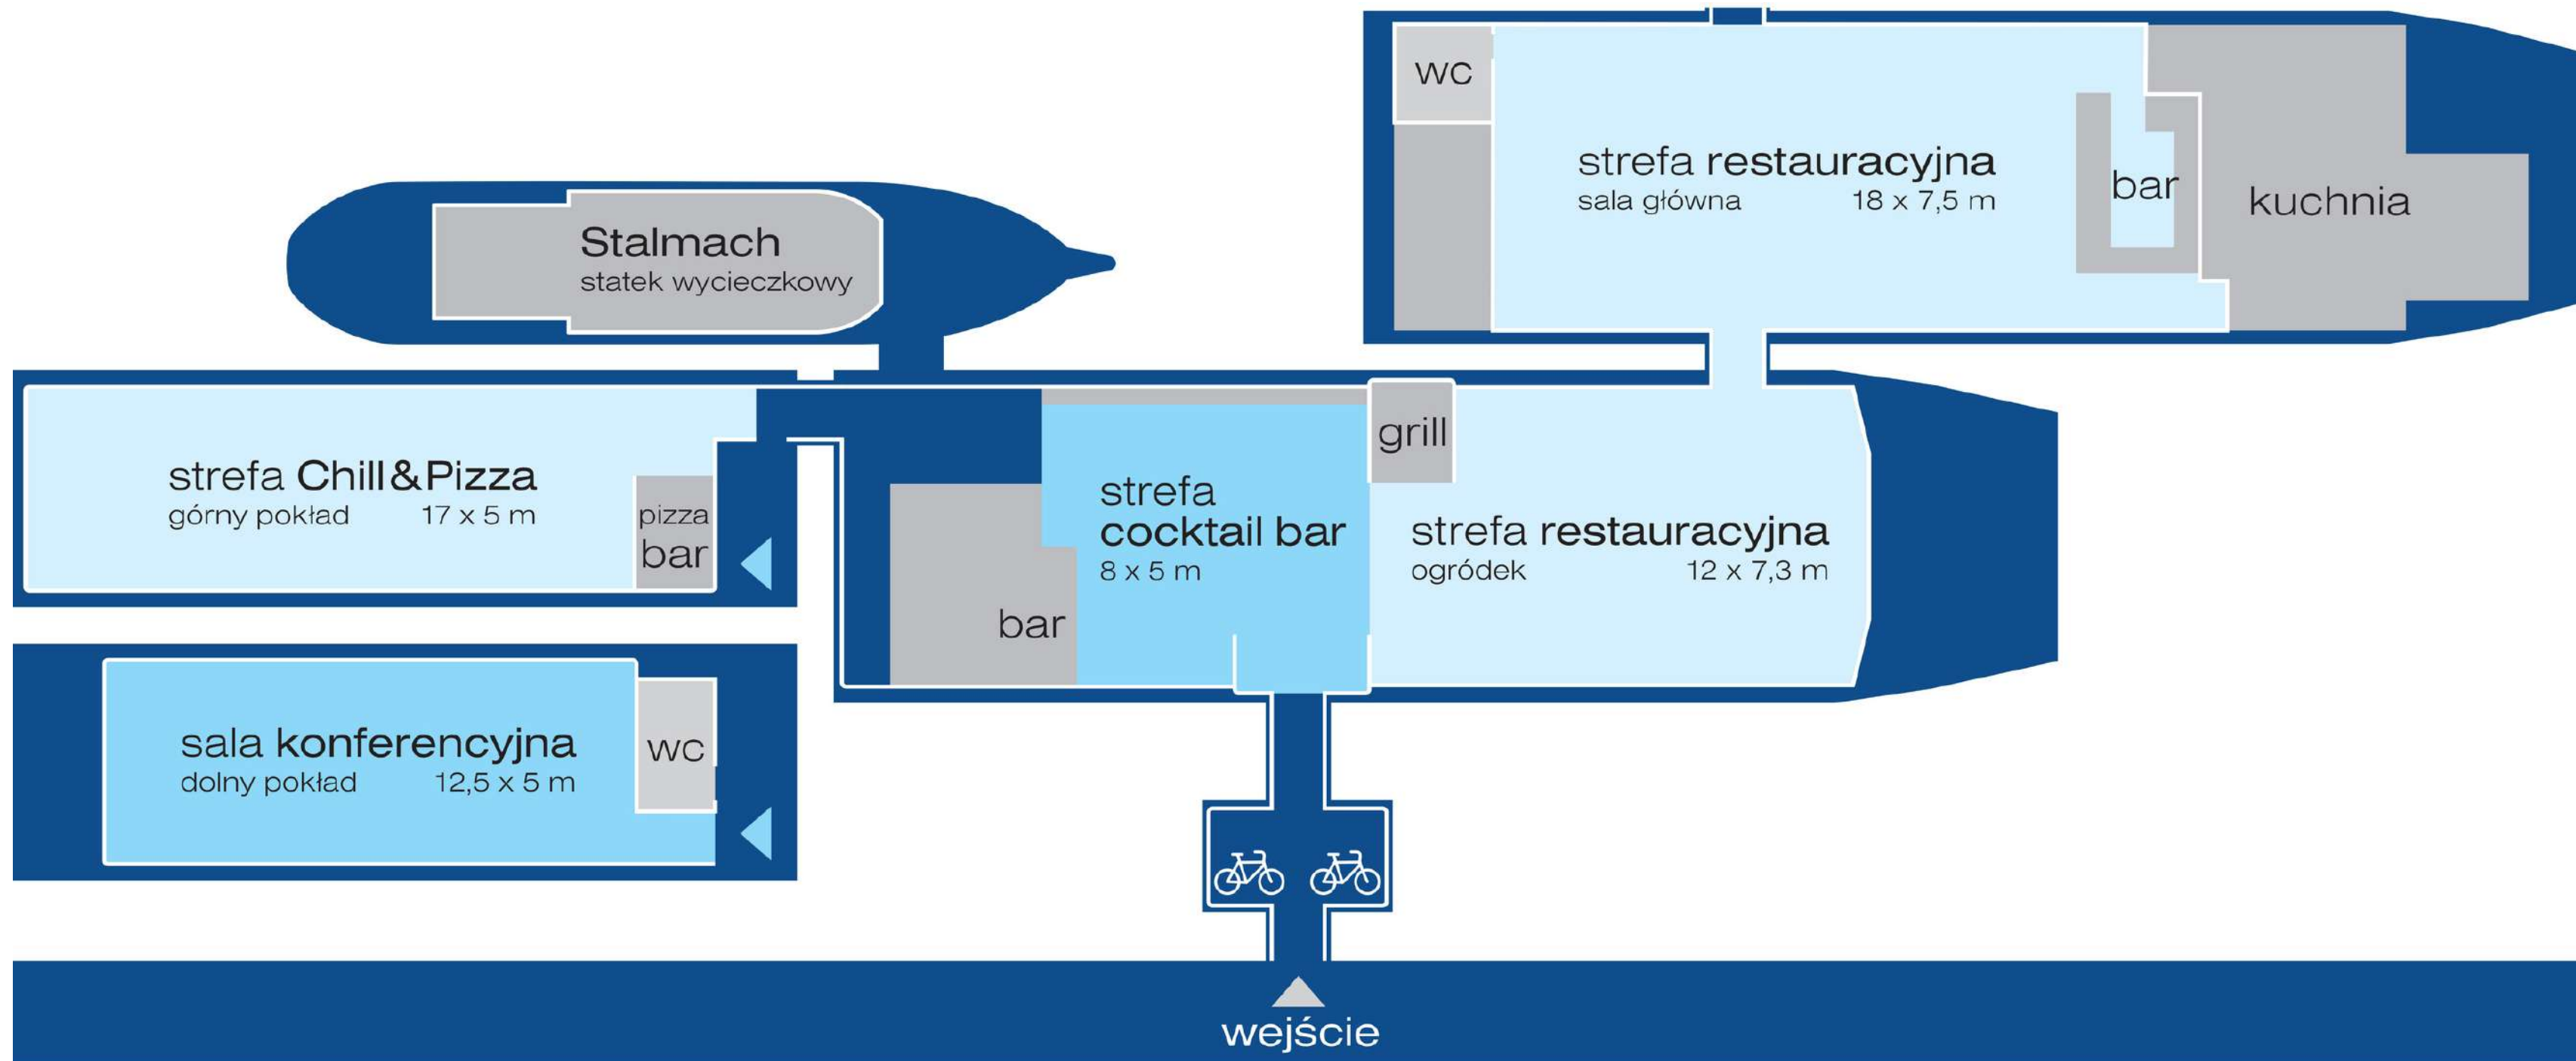 wc
strefa restauracyjna
sala główna 18 x 7,5 m
bar
kuchnia
Stalmach
statek wycieczkowy
strefa Chill&Pizza
górny pokład 17 x 5 m
pizza
bar
strefa
cocktail bar
8 x 5 m
bar
grill
strefa restauracyjna
ogródek 12 x 7,3 m
sala konferencyjna
dolny pokład 12,5 x 5 m
wc
wejście